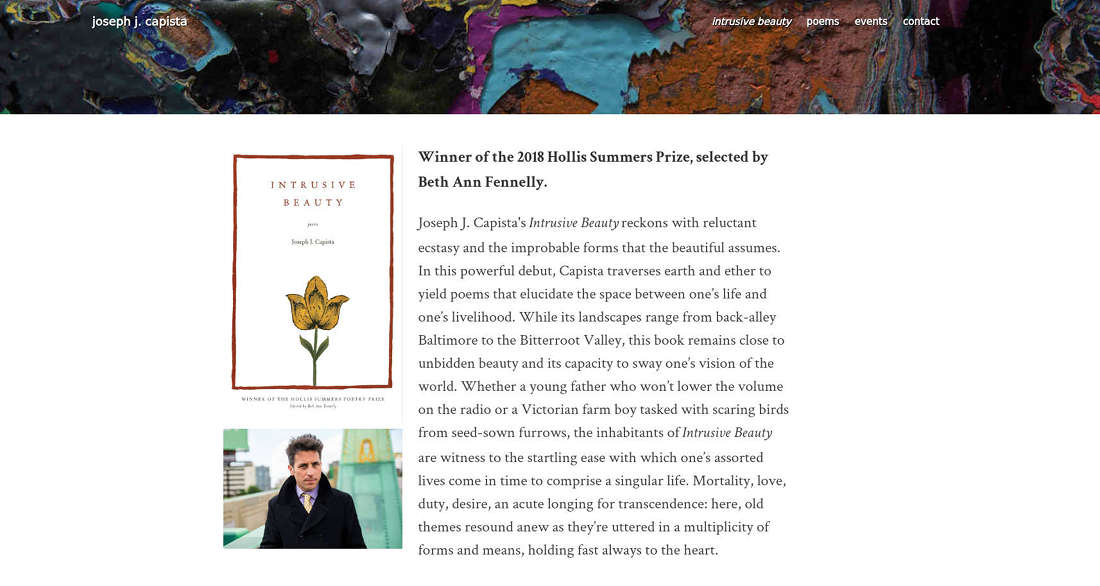 joseph j. capista
intrusive beauty poems events contact
INTRUSIVE
BEAUTY
poems
Joseph J. Capista
WINNER OF THE HOLLIS SUMMERS POETRY PRIZE
Selected by Beth Ann Fennelly
Winner of the 2018 Hollis Summers Prize, selected by
Beth Ann Fennelly.
Joseph J. Capista's Intrusive Beauty reckons with reluctant
ecstasy and the improbable forms that the beautiful assumes.
In this powerful debut, Capista traverses earth and ether to
yield poems that elucidate the space between one's life and
one's livelihood. While its landscapes range from back-alley
Baltimore to the Bitterroot Valley, this book remains close to
unbidden beauty and its capacity to sway one's vision of the
world. Whether a young father who won't lower the volume
on the radio or a Victorian farm boy tasked with scaring birds
from seed-sown furrows, the inhabitants of Intrusive Beauty
are witness to the startling ease with which one's assorted
lives come in time to comprise a singular life. Mortality, love,
duty, desire, an acute longing for transcendence: here, old
themes resound anew as they're uttered in a multiplicity of
forms and means, holding fast always to the heart.